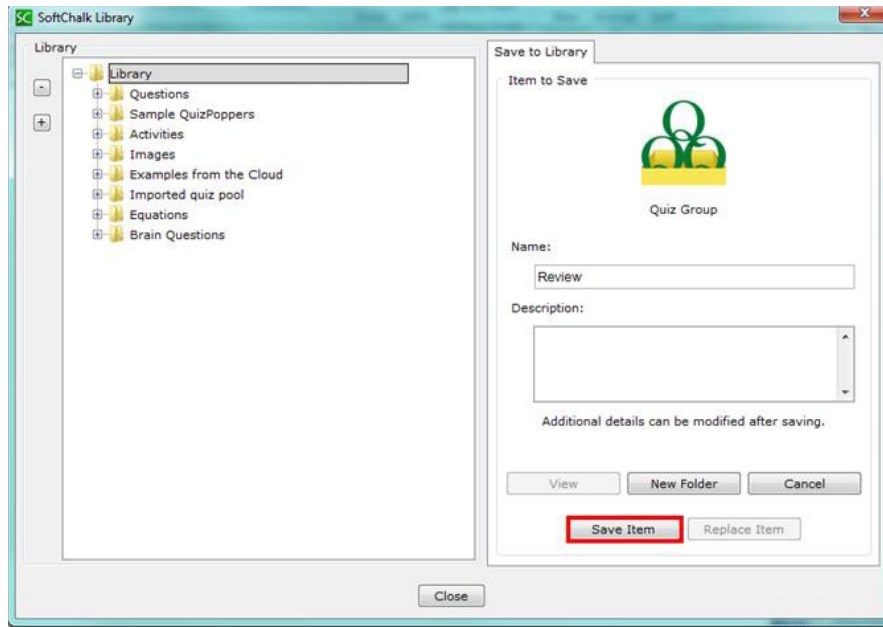 SC SoftChalk Library
Library
Library
Questions
Sample QuizPoppers
Activities
Images
Examples from the Cloud
Imported quiz pool
Equations
Brain Questions
Save to Library
Item to Save
Quiz Group
Name:
Review
Description:
Additional details can be modified after saving.
View New Folder Cancel
Save Item Replace Item
Close